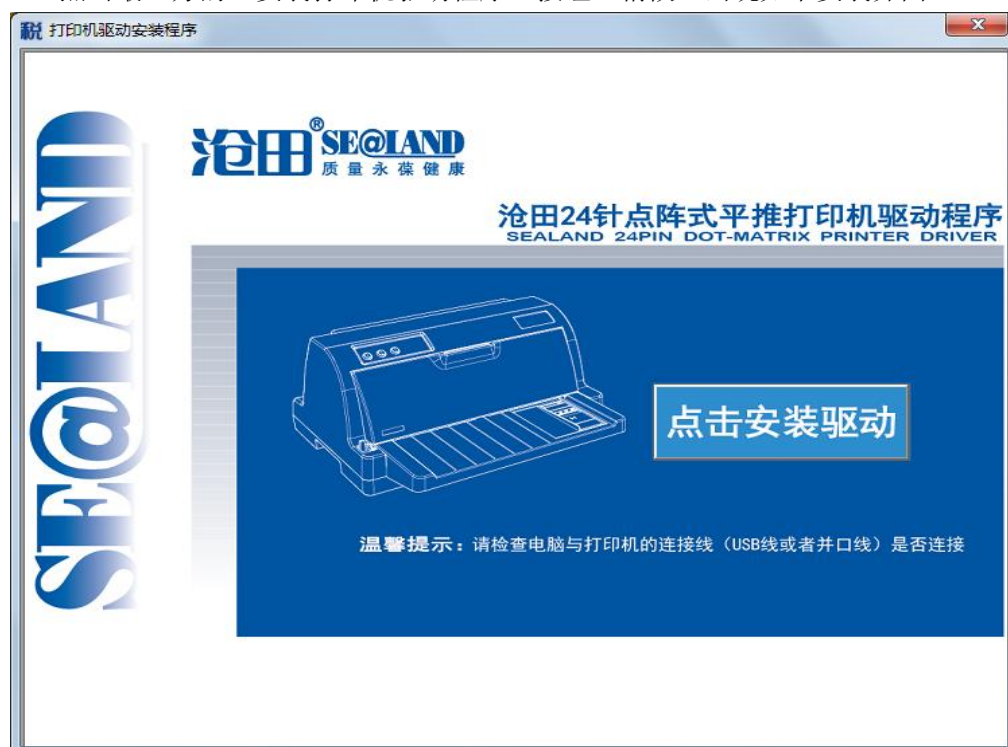 税 打印机驱动安装程序
SE@LAND
沧田® SE@LAND
质量永葆健康
沧田24针点阵式平推打印机驱动程序
SEALAND 24PIN DOT-MATRIX PRINTER DRIVER
点击安装驱动
温馨提示：请检查电脑与打印机的连接线（USB线或者并口线）是否连接